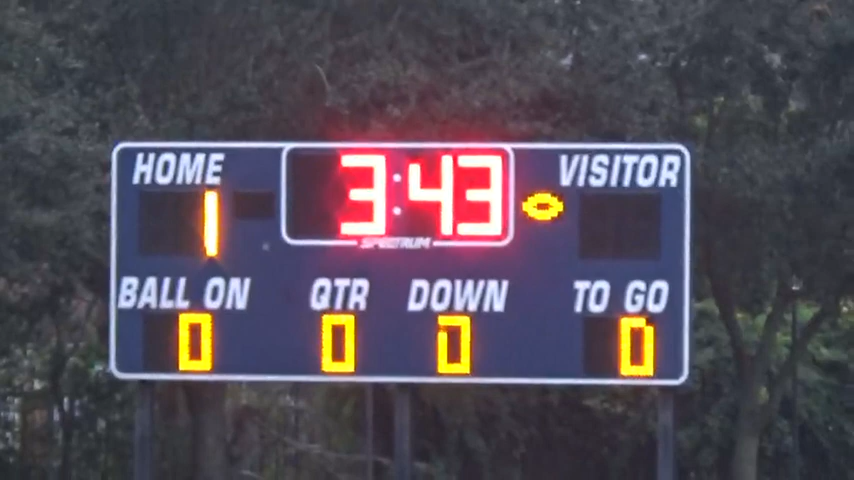 HOME 3:43 VISITOR
1
SPECTRUM
BALL ON QTR DOWN TO GO
0 0 0 0